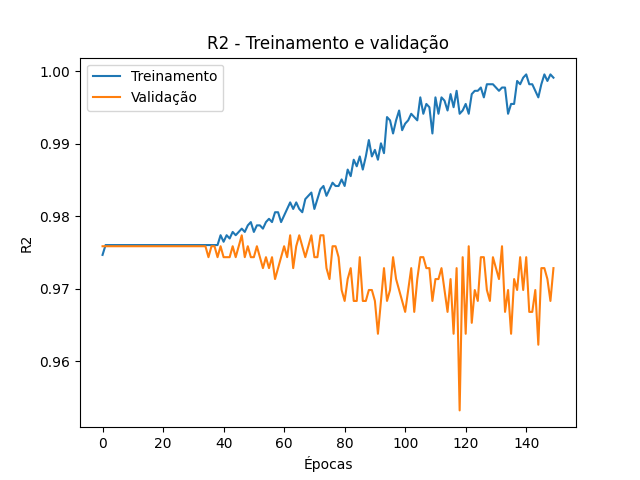 R2 - Treinamento e validação
Treinamento
Validação
1.00
0.99
0.98
0.97
0.96
R2
0 20 40 60 80 100 120 140
Épocas